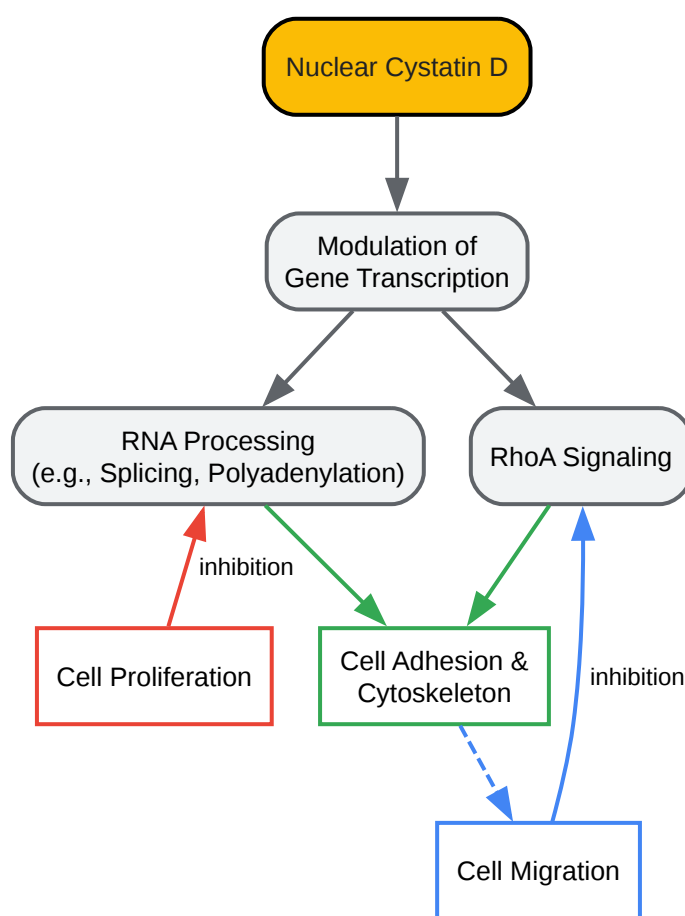 Nuclear Cystatin D
Modulation of
Gene Transcription
RNA Processing
(e.g., Splicing, Polyadenylation)
RhoA Signaling
inhibition
Cell Proliferation
Cell Adhesion &
Cytoskeleton
inhibition
Cell Migration